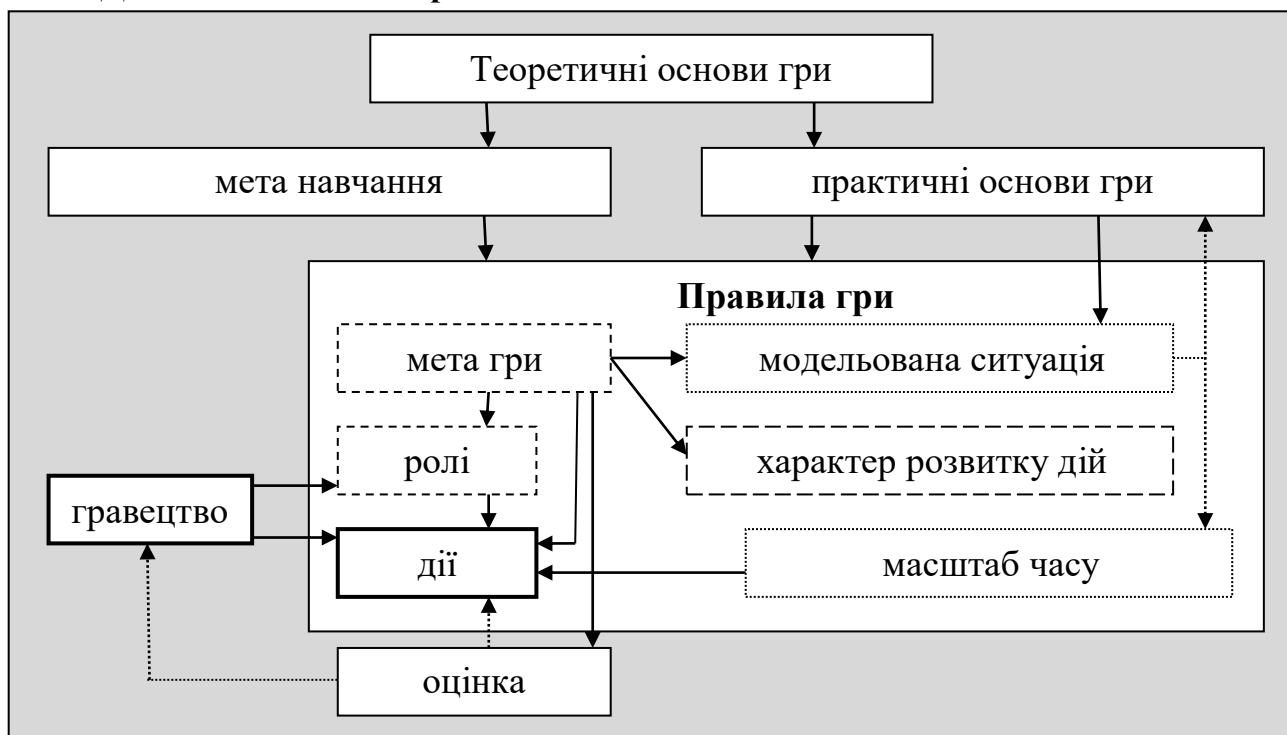 Теоретичні основи гри
мета навчання
практичні основи гри
Правила гри
мета гри
модельована ситуація
ролі
характер розвитку дій
гравецтво
дії
масштаб часу
оцінка